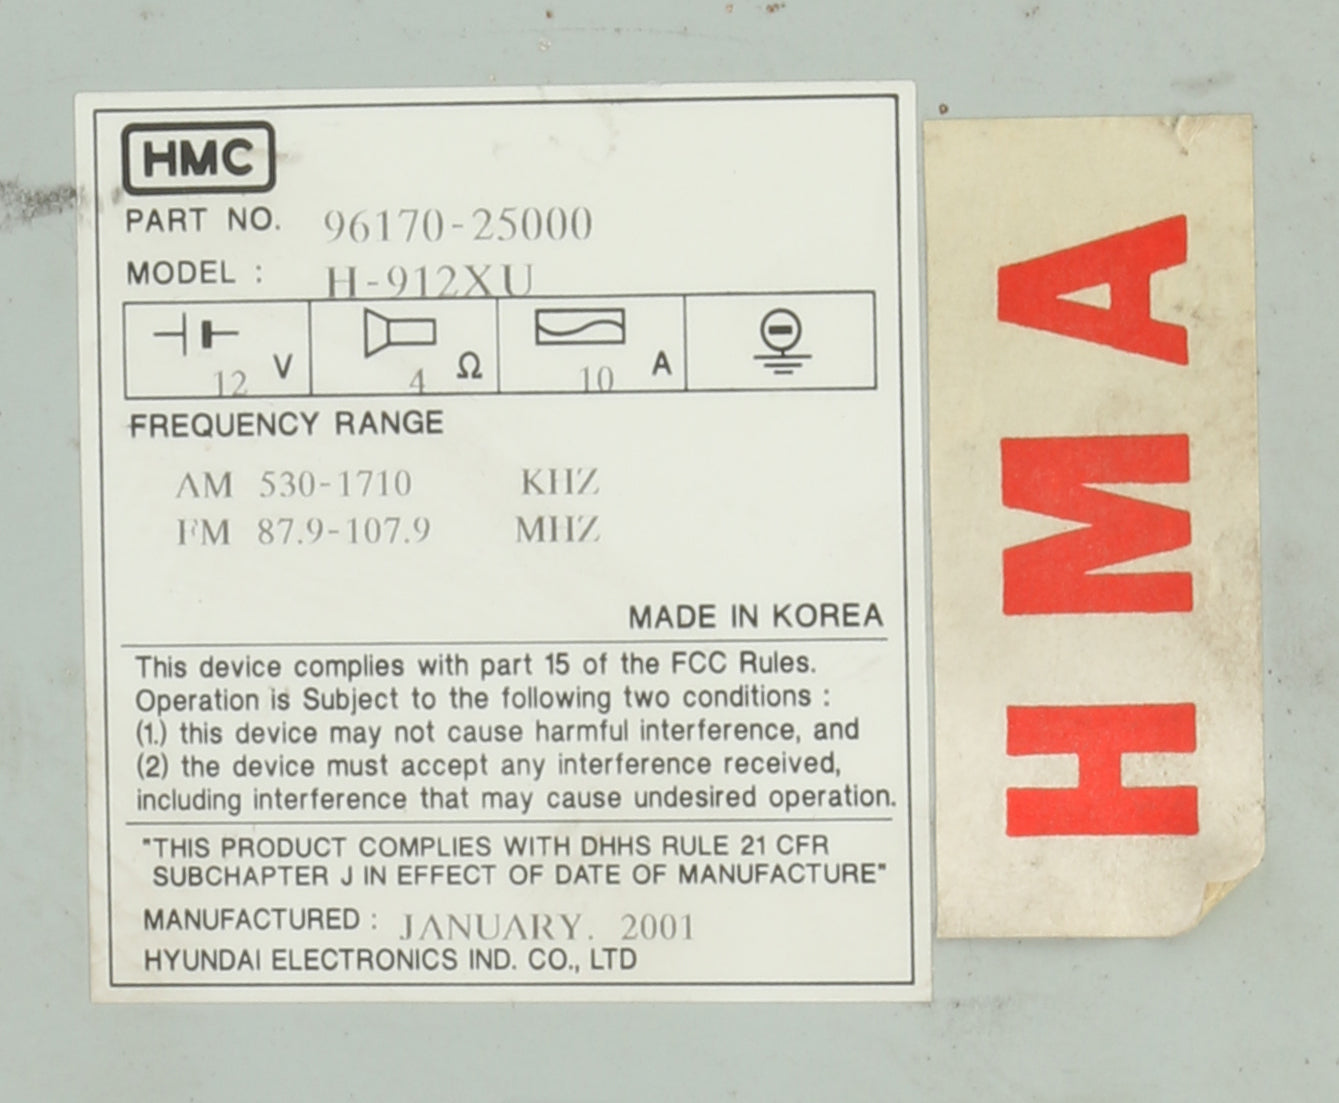 HMC
PART NO. 96170-25000
MODEL : H-912XU
12 V 4 Ω 10 A
FREQUENCY RANGE
AM 530-1710 KHZ
FM 87.9-107.9 MHZ
MADE IN KOREA
This device complies with part 15 of the FCC Rules.
Operation is Subject to the following two conditions :
(1.) this device may not cause harmful interference, and
(2) the device must accept any interference received,
including interference that may cause undesired operation.
"THIS PRODUCT COMPLIES WITH DHHS RULE 21 CFR
SUBCHAPTER J IN EFFECT OF DATE OF MANUFACTURE"
MANUFACTURED : JANUARY. 2001
HYUNDAI ELECTRONICS IND. CO., LTD
HMA